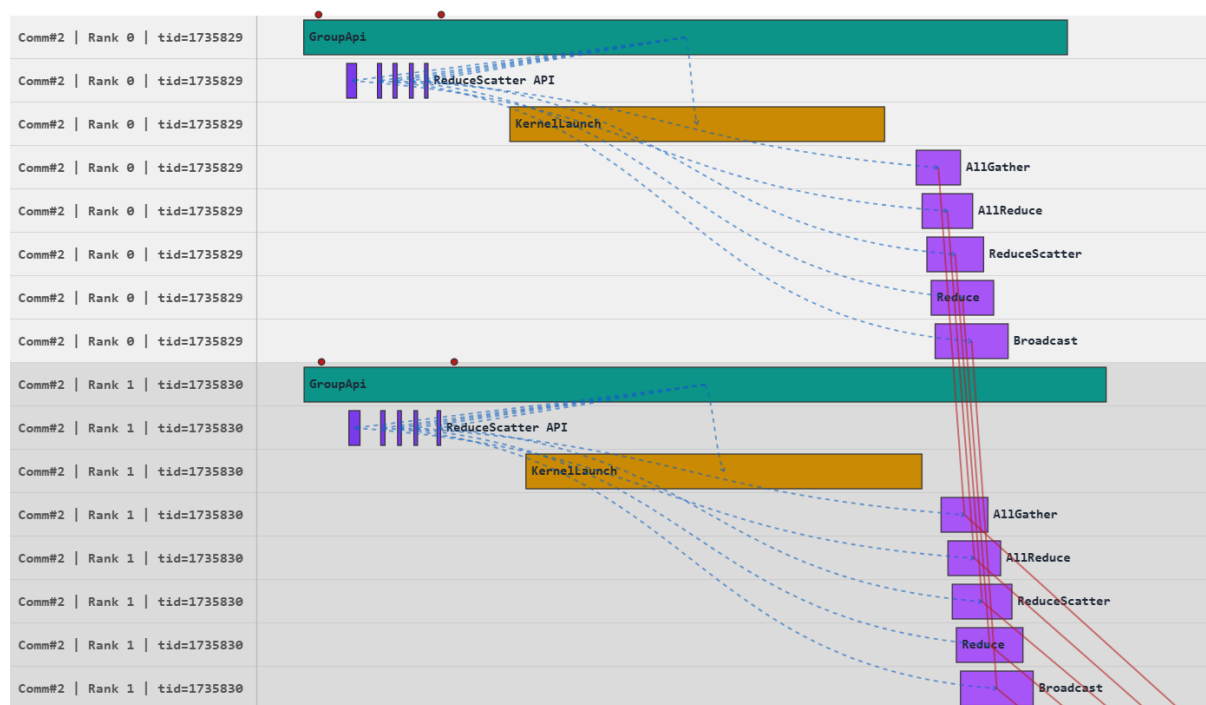 Comm#2 | Rank 0 | tid=1735829 GroupApi
Comm#2 | Rank 0 | tid=1735829 ReduceScatter API
Comm#2 | Rank 0 | tid=1735829 KernelLaunch
Comm#2 | Rank 0 | tid=1735829 AllGather
Comm#2 | Rank 0 | tid=1735829 AllReduce
Comm#2 | Rank 0 | tid=1735829 ReduceScatter
Comm#2 | Rank 0 | tid=1735829 Reduce
Comm#2 | Rank 0 | tid=1735829 Broadcast
Comm#2 | Rank 1 | tid=1735830 GroupApi
Comm#2 | Rank 1 | tid=1735830 ReduceScatter API
Comm#2 | Rank 1 | tid=1735830 KernelLaunch
Comm#2 | Rank 1 | tid=1735830 AllGather
Comm#2 | Rank 1 | tid=1735830 AllReduce
Comm#2 | Rank 1 | tid=1735830 ReduceScatter
Comm#2 | Rank 1 | tid=1735830 Reduce
Comm#2 | Rank 1 | tid=1735830 Broadcast